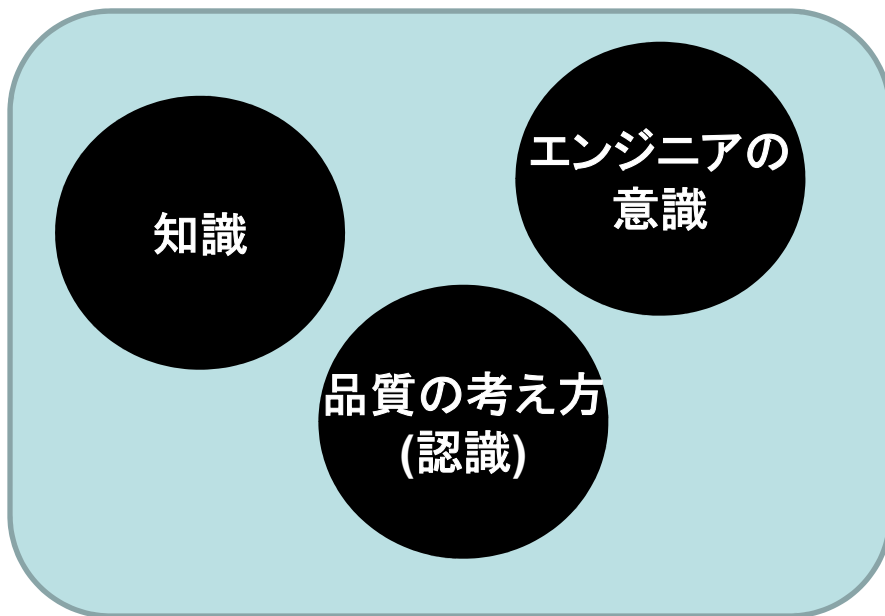 知識
エンジニアの
意識
品質の考え方
(認識)